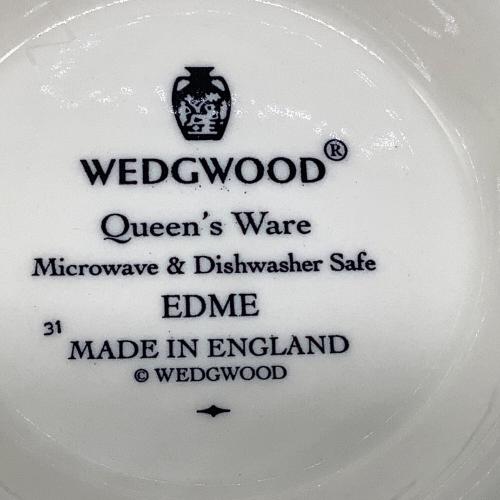 WEDGWOOD®
Queen's Ware
Microwave & Dishwasher Safe
EDME
31
MADE IN ENGLAND
© WEDGWOOD